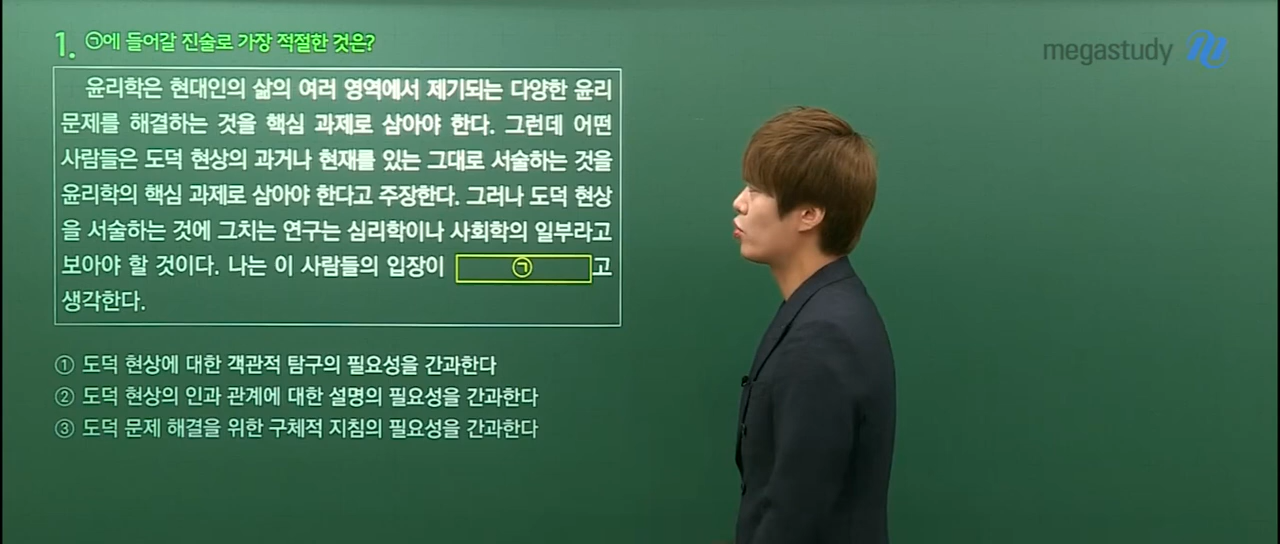 1. ㉠에 들어갈 진술로 가장 적절한 것은?
megastudy
윤리학은 현대인의 삶의 여러 영역에서 제기되는 다양한 윤리
문제를 해결하는 것을 핵심 과제로 삼아야 한다. 그런데 어떤
사람들은 도덕 현상의 과거나 현재를 있는 그대로 서술하는 것을
윤리학의 핵심 과제로 삼아야 한다고 주장한다. 그러나 도덕 현상
을 서술하는 것에 그치는 연구는 심리학이나 사회학의 일부라고
보아야 할 것이다. 나는 이 사람들의 입장이 ㉠고
생각한다.
① 도덕 현상에 대한 객관적 탐구의 필요성을 간과한다
② 도덕 현상의 인과 관계에 대한 설명의 필요성을 간과한다
③ 도덕 문제 해결을 위한 구체적 지침의 필요성을 간과한다